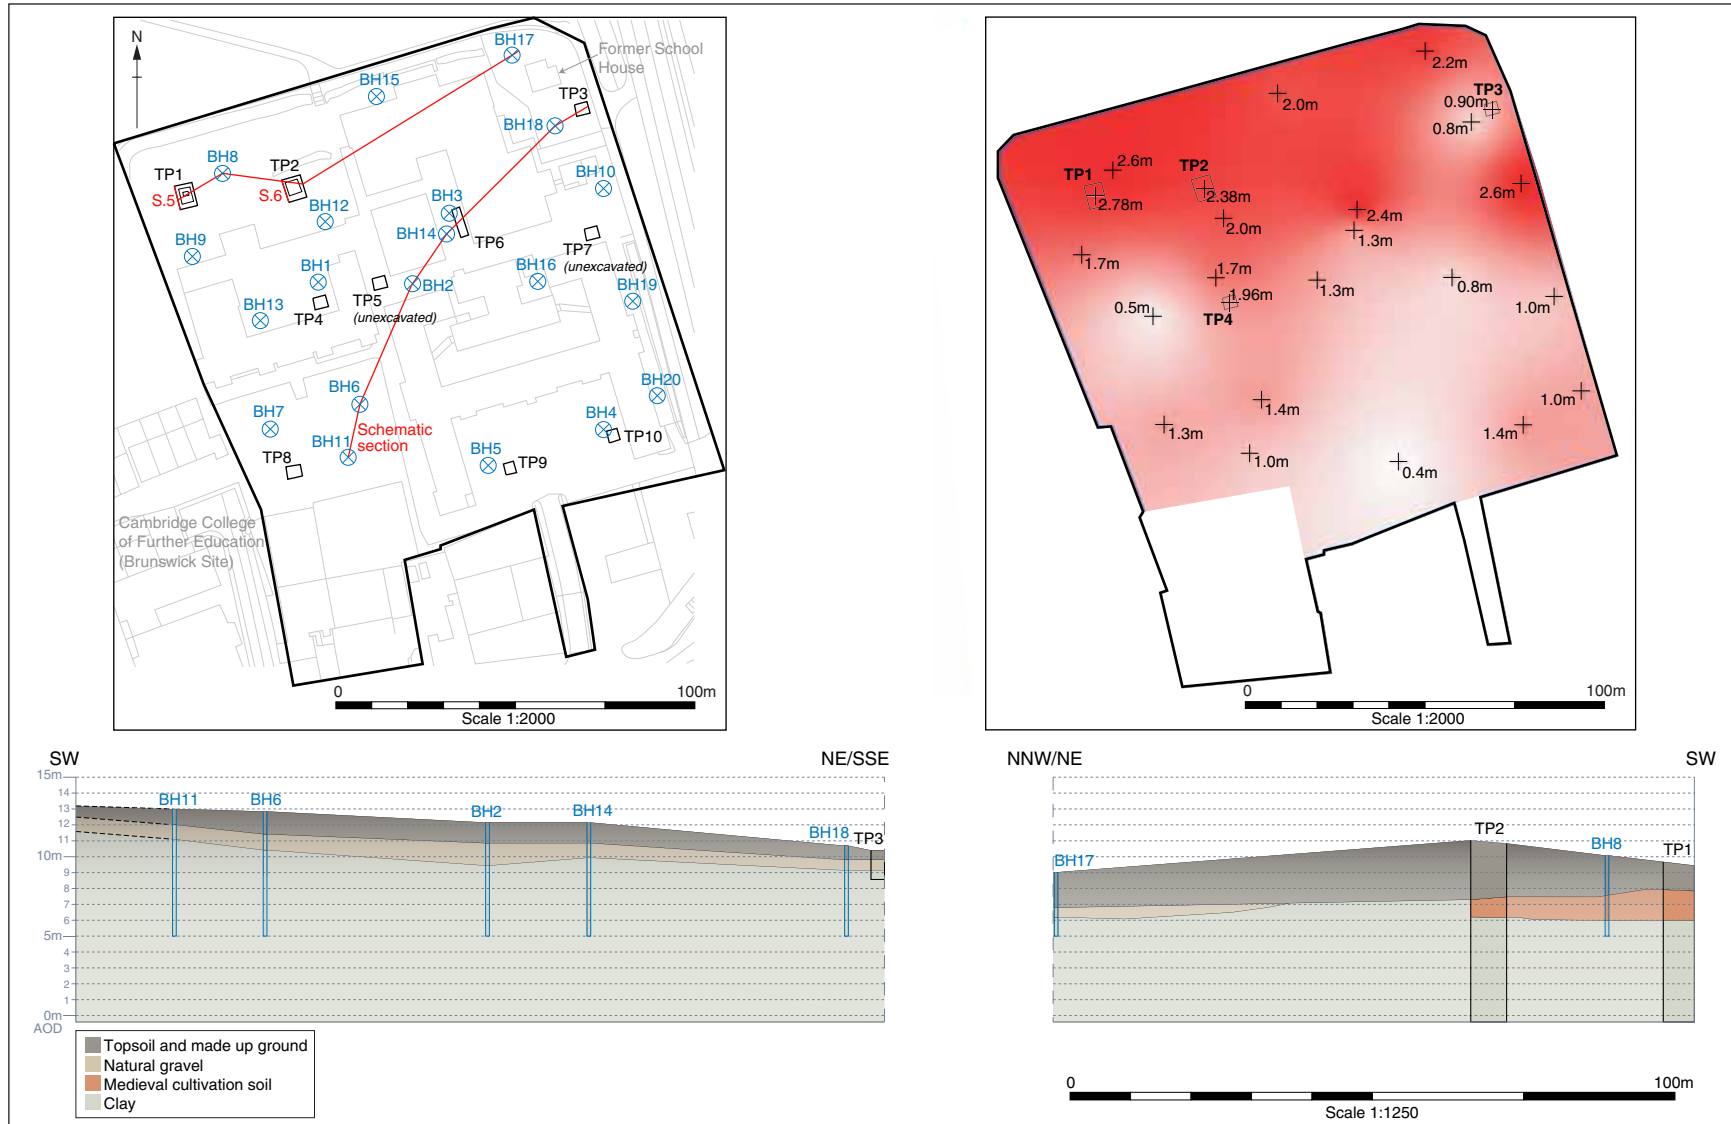 N
BH17
Former School
House
BH15
TP3
BH18
BH8
TP2
TP1
S.5
S.6
BH10
BH12
BH3
BH14
TP6
TP7
(unexcavated)
BH9
BH1
BH16
BH19
TP5
(unexcavated)
BH2
BH13
TP4
BH6
BH20
BH7
Schematic
section
BH4
TP10
BH11
BH5
TP9
TP8
Cambridge College
of Further Education
(Brunswick Site)
0
100m
Scale 1:2000
2.2m
2.0m
TP3
0.90m
0.8m
2.6m
TP1
TP2
2.78m
2.38m
2.6m
2.0m
2.4m
1.3m
1.7m
1.7m
1.3m
0.8m
1.96m
TP4
0.5m
1.0m
1.4m
1.0m
1.3m
1.4m
1.0m
0.4m
0
100m
Scale 1:2000
SW
NE/SSE
15m
14
13
12
11
10m
9
8
7
6
5m
4
3
2
1
0m
AOD
BH11
BH6
BH2
BH14
BH18
TP3
Topsoil and made up ground
Natural gravel
Medieval cultivation soil
Clay
NNW/NE
SW
BH17
TP2
BH8
TP1
0
100m
Scale 1:1250